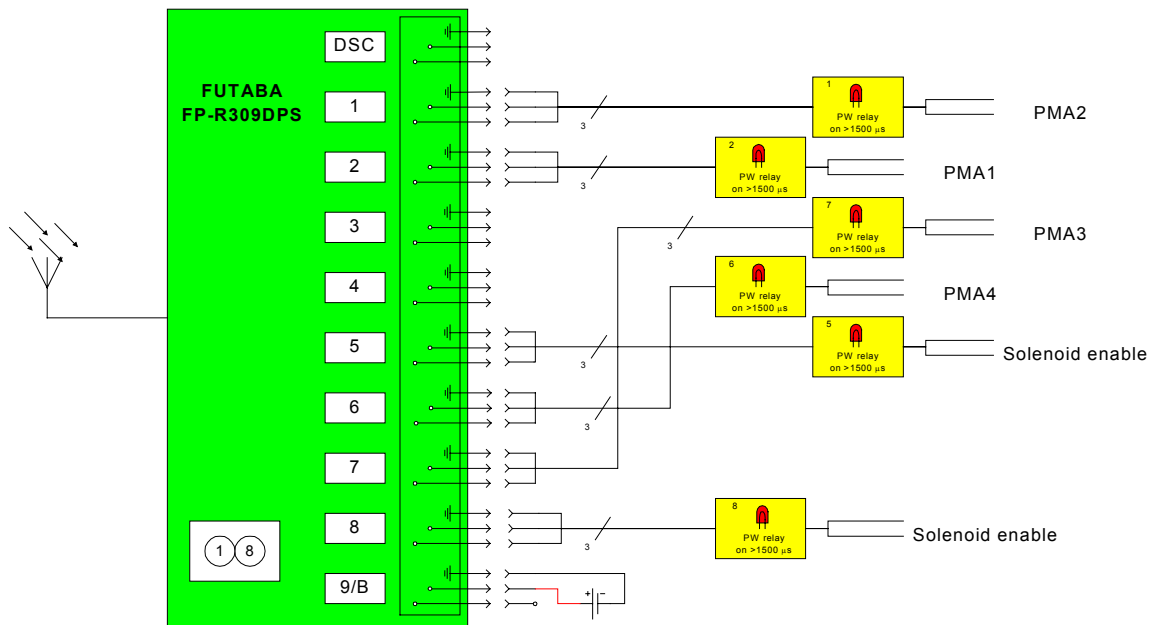 FUTABA
FP-R309DPS
DSC
1
2
3
4
5
6
7
8
9/B
1 8
3
3
3
3
3
3
+ -
1
PW relay
on >1500 μs
PMA2
2
PW relay
on >1500 μs
PMA1
7
PW relay
on >1500 μs
PMA3
6
PW relay
on >1500 μs
PMA4
5
PW relay
on >1500 μs
Solenoid enable
8
PW relay
on >1500 μs
Solenoid enable